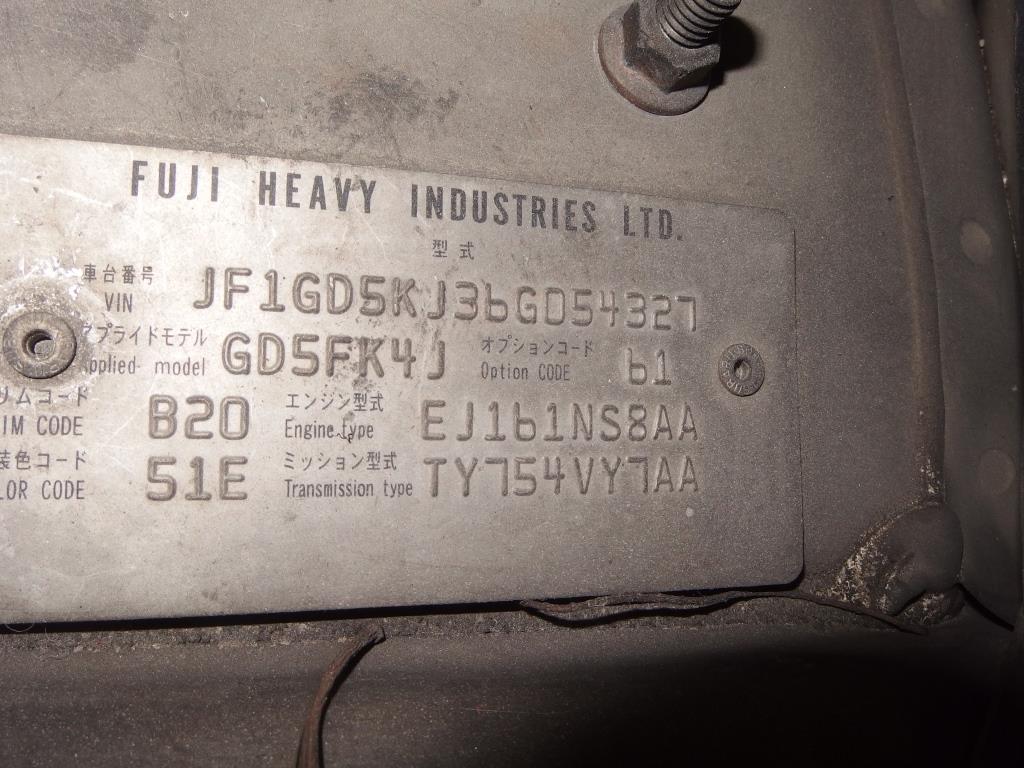 FUJI HEAVY INDUSTRIES LTD.
型式
車台番号
VIN JF1GD5KJ36G054327
アプライドモデル オプションコード
Applied model GD5FK4J Option CODE 61
リムコード エンジン型式
IM CODE B20 Engine type EJ161NS8AA
装色コード ミッション型式
LOR CODE 51E Transmission type TY754VY7AA